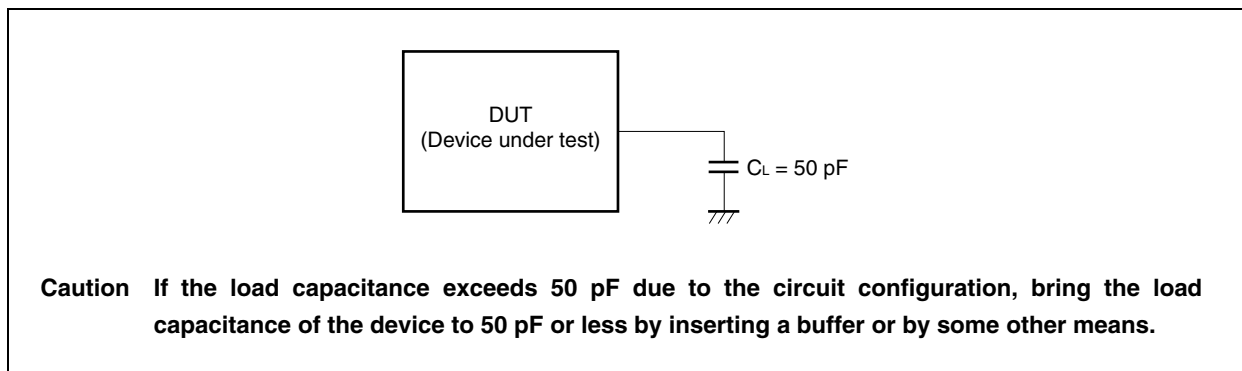 DUT
(Device under test)
CL = 50 pF
Caution If the load capacitance exceeds 50 pF due to the circuit configuration, bring the load
capacitance of the device to 50 pF or less by inserting a buffer or by some other means.